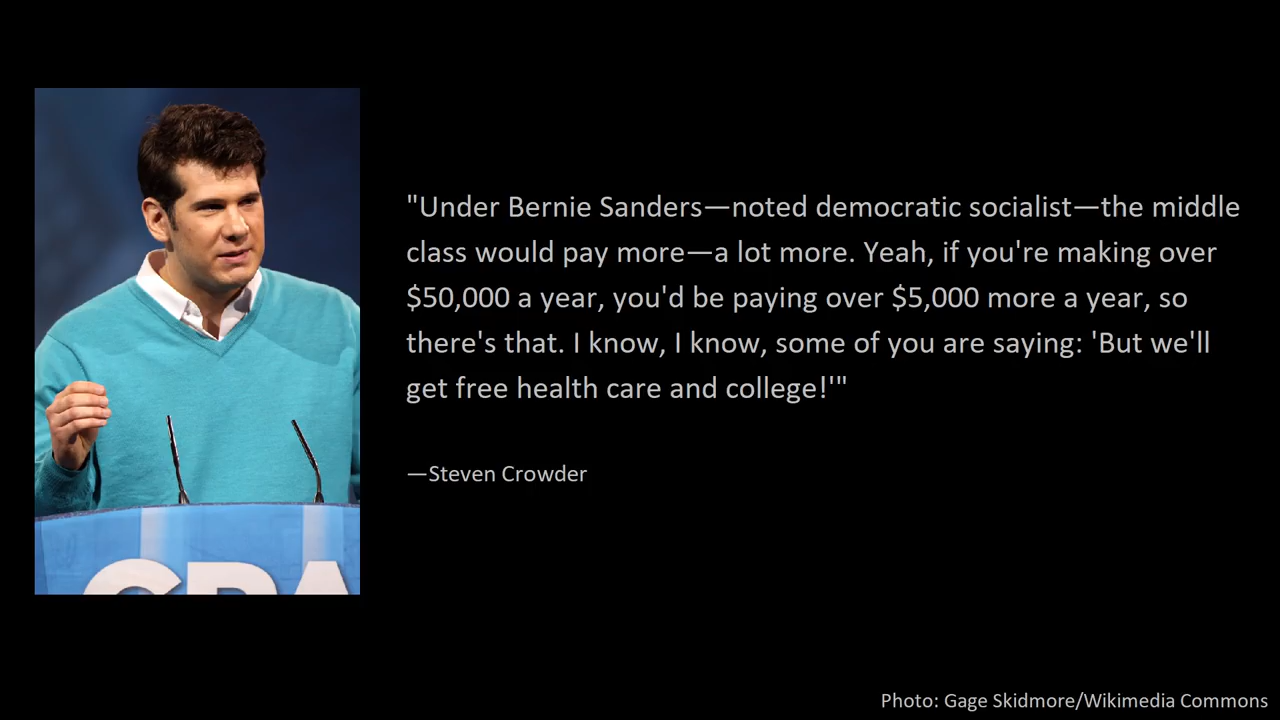 "Under Bernie Sanders—noted democratic socialist—the middle
class would pay more—a lot more. Yeah, if you're making over
$50,000 a year, you'd be paying over $5,000 more a year, so
there's that. I know, I know, some of you are saying: 'But we'll
get free health care and college!'"
—Steven Crowder
CPA
Photo: Gage Skidmore/Wikimedia Commons